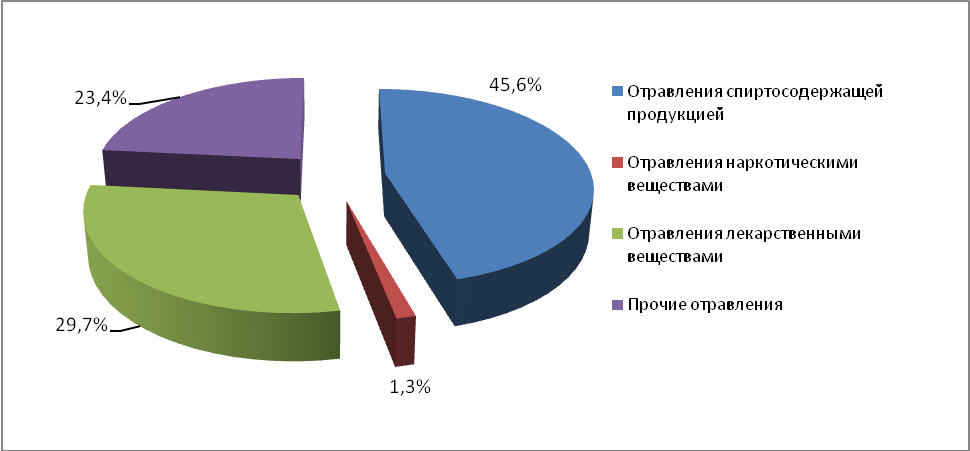 23,4%
45,6%
29,7%
1,3%
Отравления спиртосодержащей
продукцией
Отравления наркотическими
веществами
Отравления лекарственными
веществами
Прочие отравления